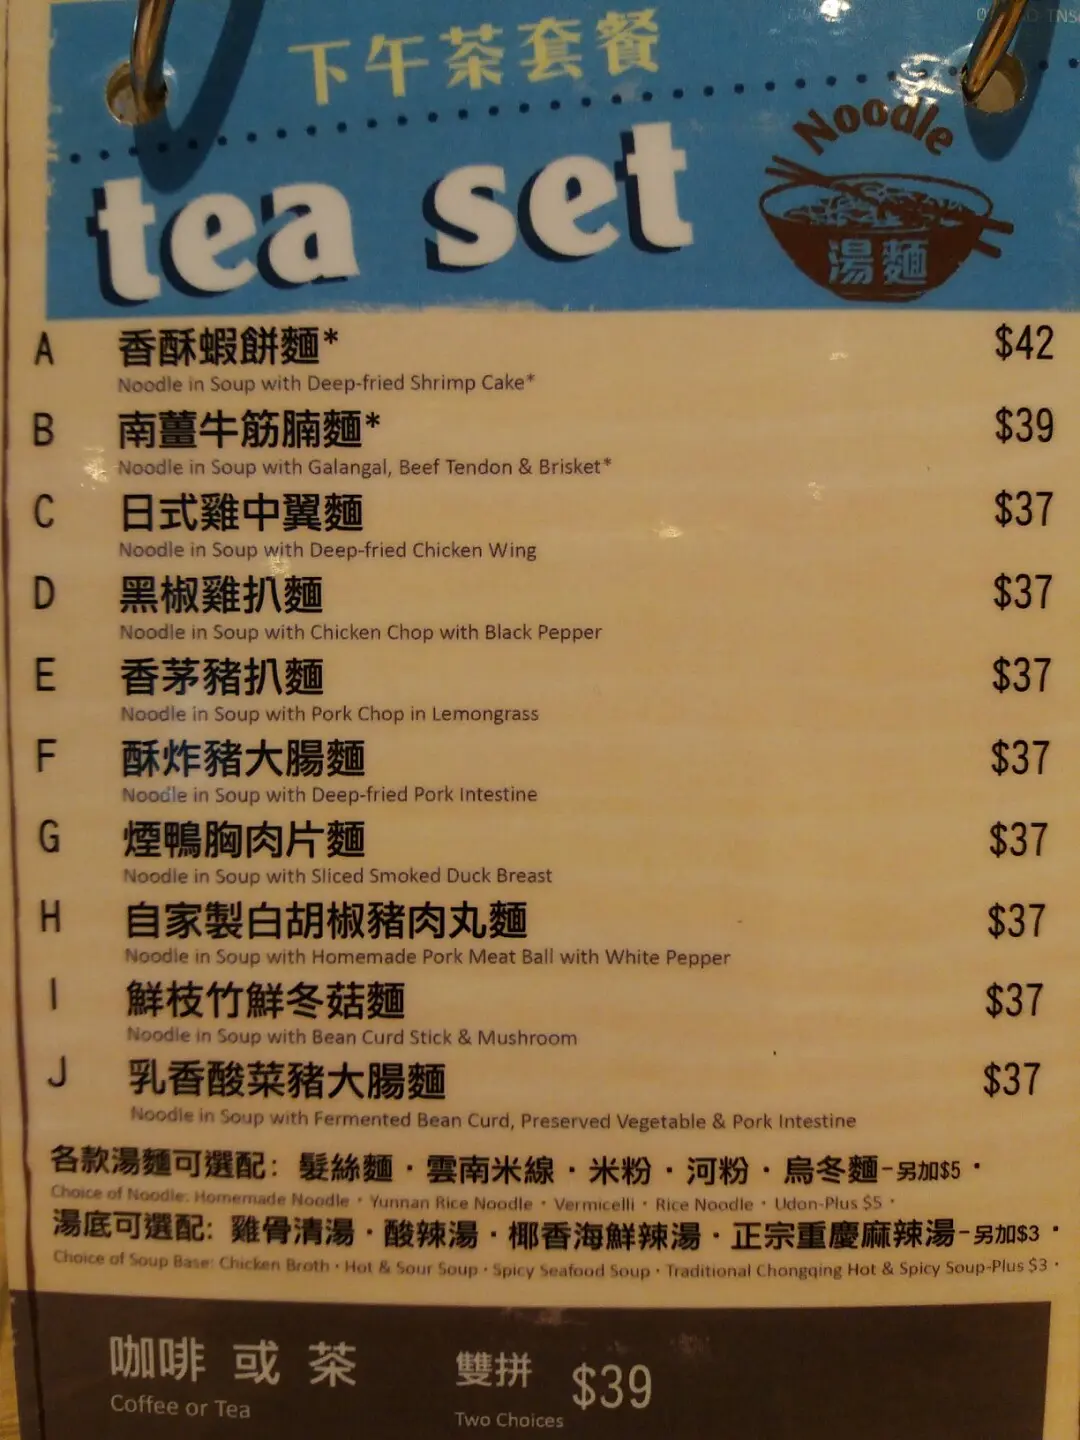 下午茶套餐
tea set
Noodle
湯麵
A 香酥蝦餅麵* $42
Noodle in Soup with Deep-fried Shrimp Cake*
B 南薑牛筋腩麵* $39
Noodle in Soup with Galangal, Beef Tendon & Brisket*
C 日式雞中翼麵 $37
Noodle in Soup with Deep-fried Chicken Wing
D 黑椒雞扒麵 $37
Noodle in Soup with Chicken Chop with Black Pepper
E 香茅豬扒麵 $37
Noodle in Soup with Pork Chop in Lemongrass
F 酥炸豬大腸麵 $37
Noodle in Soup with Deep-fried Pork Intestine
G 煙鴨胸肉片麵 $37
Noodle in Soup with Sliced Smoked Duck Breast
H 自家製白胡椒豬肉丸麵 $37
Noodle in Soup with Homemade Pork Meat Ball with White Pepper
I 鮮枝竹鮮冬菇麵 $37
Noodle in Soup with Bean Curd Stick & Mushroom
J 乳香酸菜豬大腸麵 $37
Noodle in Soup with Fermented Bean Curd, Preserved Vegetable & Pork Intestine
各款湯麵可選配: 髮絲麵・雲南米線・米粉・河粉・烏冬麵-另加$5・
Choice of Noodle: Homemade Noodle・Yunnan Rice Noodle・Vermicelli・Rice Noodle・Udon-Plus $5・
湯底可選配: 雞骨清湯・酸辣湯・椰香海鮮辣湯・正宗重慶麻辣湯-另加$3・
Choice of Soup Base: Chicken Broth・Hot & Sour Soup・Spicy Seafood Soup・Traditional Chongqing Hot & Spicy Soup-Plus $3・
咖啡 或 茶 雙拼 $39
Coffee or Tea Two Choices